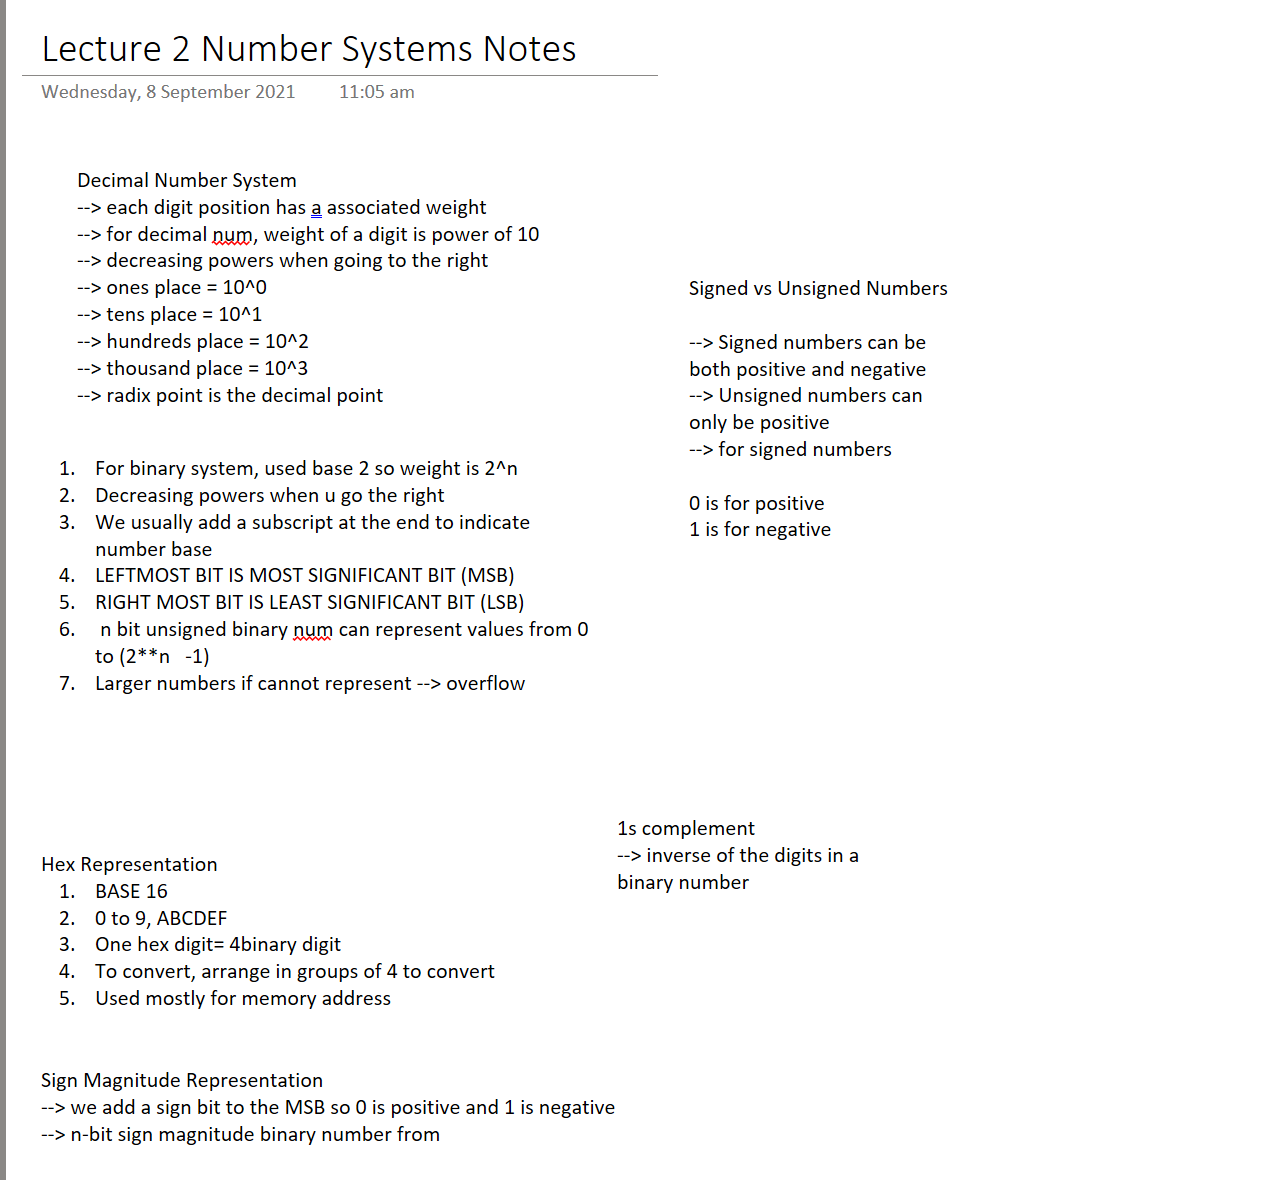 Lecture 2 Number Systems Notes
Wednesday, 8 September 2021 11:05 am
Decimal Number System
--> each digit position has a associated weight
--> for decimal num, weight of a digit is power of 10
--> decreasing powers when going to the right
--> ones place = 10^0
--> tens place = 10^1
--> hundreds place = 10^2
--> thousand place = 10^3
--> radix point is the decimal point
1. For binary system, used base 2 so weight is 2^n
2. Decreasing powers when u go the right
3. We usually add a subscript at the end to indicate
number base
4. LEFTMOST BIT IS MOST SIGNIFICANT BIT (MSB)
5. RIGHT MOST BIT IS LEAST SIGNIFICANT BIT (LSB)
6. n bit unsigned binary num can represent values from 0
to (2**n -1)
7. Larger numbers if cannot represent --> overflow
Signed vs Unsigned Numbers
--> Signed numbers can be
both positive and negative
--> Unsigned numbers can
only be positive
--> for signed numbers
0 is for positive
1 is for negative
Hex Representation
1. BASE 16
2. 0 to 9, ABCDEF
3. One hex digit= 4binary digit
4. To convert, arrange in groups of 4 to convert
5. Used mostly for memory address
1s complement
--> inverse of the digits in a
binary number
Sign Magnitude Representation
--> we add a sign bit to the MSB so 0 is positive and 1 is negative
--> n-bit sign magnitude binary number from